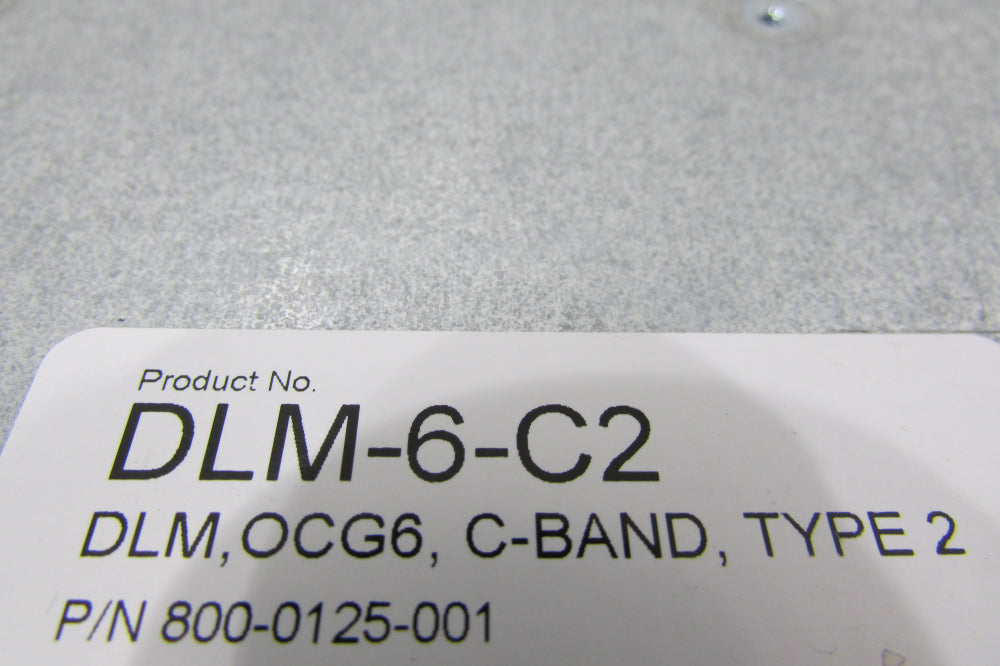 Product No.
DLM-6-C2
DLM,OCG6, C-BAND, TYPE 2
P/N 800-0125-001